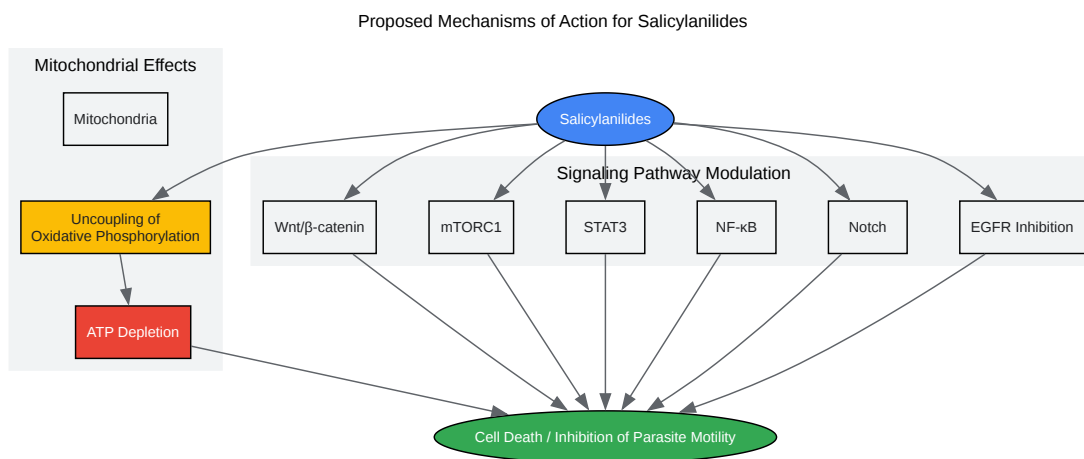 Proposed Mechanisms of Action for Salicylanilides
Mitochondrial Effects
Mitochondria
Salicylanilides
Signaling Pathway Modulation
Uncoupling of
Oxidative Phosphorylation
Wnt/β-catenin
mTORC1
STAT3
NF-κB
Notch
EGFR Inhibition
ATP Depletion
Cell Death / Inhibition of Parasite Motility